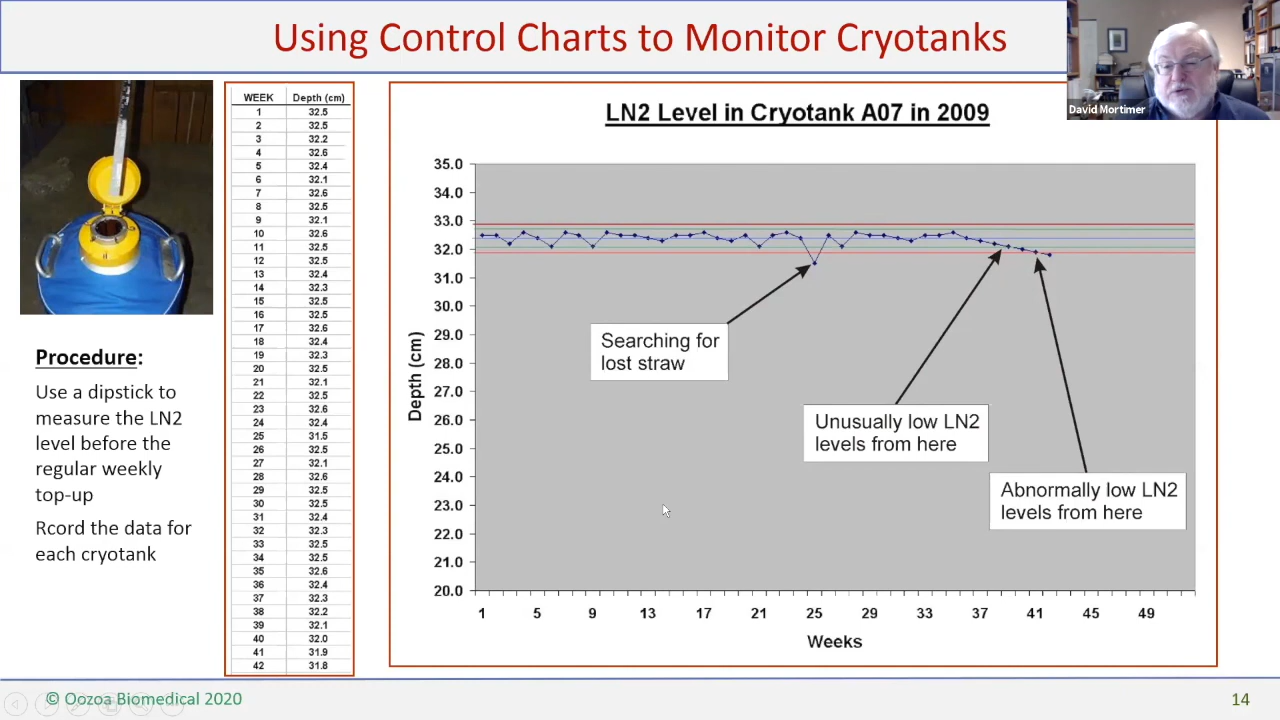 Using Control Charts to Monitor Cryotanks
David Mortimer
WEEK Depth (cm)
1 32.5
2 32.5
3 32.2
4 32.6
5 32.4
6 32.1
7 32.6
8 32.5
9 32.1
10 32.6
11 32.5
12 32.5
13 32.4
14 32.3
15 32.5
16 32.5
17 32.6
18 32.4
19 32.3
20 32.5
21 32.1
22 32.5
23 32.6
24 32.4
25 31.5
26 32.5
27 32.1
28 32.6
29 32.5
30 32.5
31 32.4
32 32.3
33 32.5
34 32.5
35 32.6
36 32.4
37 32.3
38 32.2
39 32.1
40 32.0
41 31.9
42 31.8
Procedure:
Use a dipstick to
measure the LN2
level before the
regular weekly
top-up
Rcord the data for
each cryotank
LN2 Level in Cryotank A07 in 2009
35.0
34.0
33.0
32.0
31.0
30.0
29.0
28.0
27.0
26.0
25.0
24.0
23.0
22.0
21.0
20.0
Depth (cm)
Searching for
lost straw
Unusually low LN2
levels from here
Abnormally low LN2
levels from here
1 5 9 13 17 21 25 29 33 37 41 45 49
Weeks
© Oozoa Biomedical 2020
14